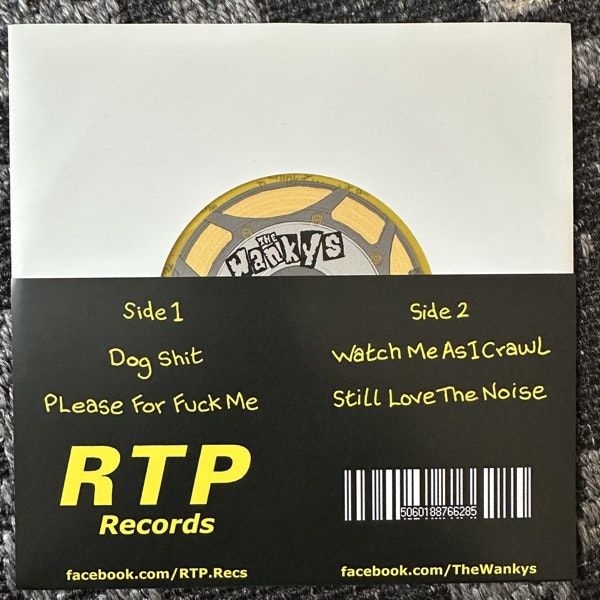 THE
Wankys
Side 1
Dog Shit
PLease For Fuck Me
Side 2
Watch Me As I CrawL
StiLL Love The Noise
RTP
Records
5060188766285
facebook.com/RTP.Recs
facebook.com/TheWankys